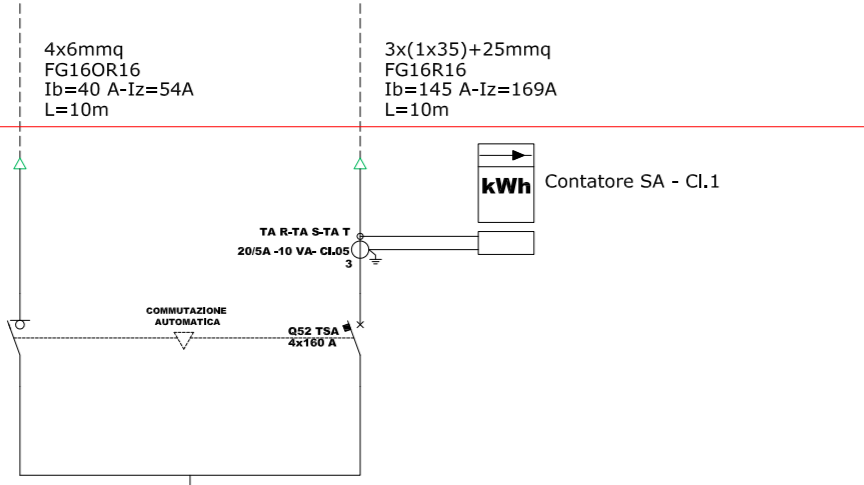 4x6mmq
FG16OR16
Ib=40 A-Iz=54A
L=10m
3x(1x35)+25mmq
FG16R16
Ib=145 A-Iz=169A
L=10m
kWh
Contatore SA - Cl.1
TA R-TA S-TA T
20/5A -10 VA- Cl.05
3
COMMUTAZIONE
AUTOMATICA
Q52 TSA
4x160 A